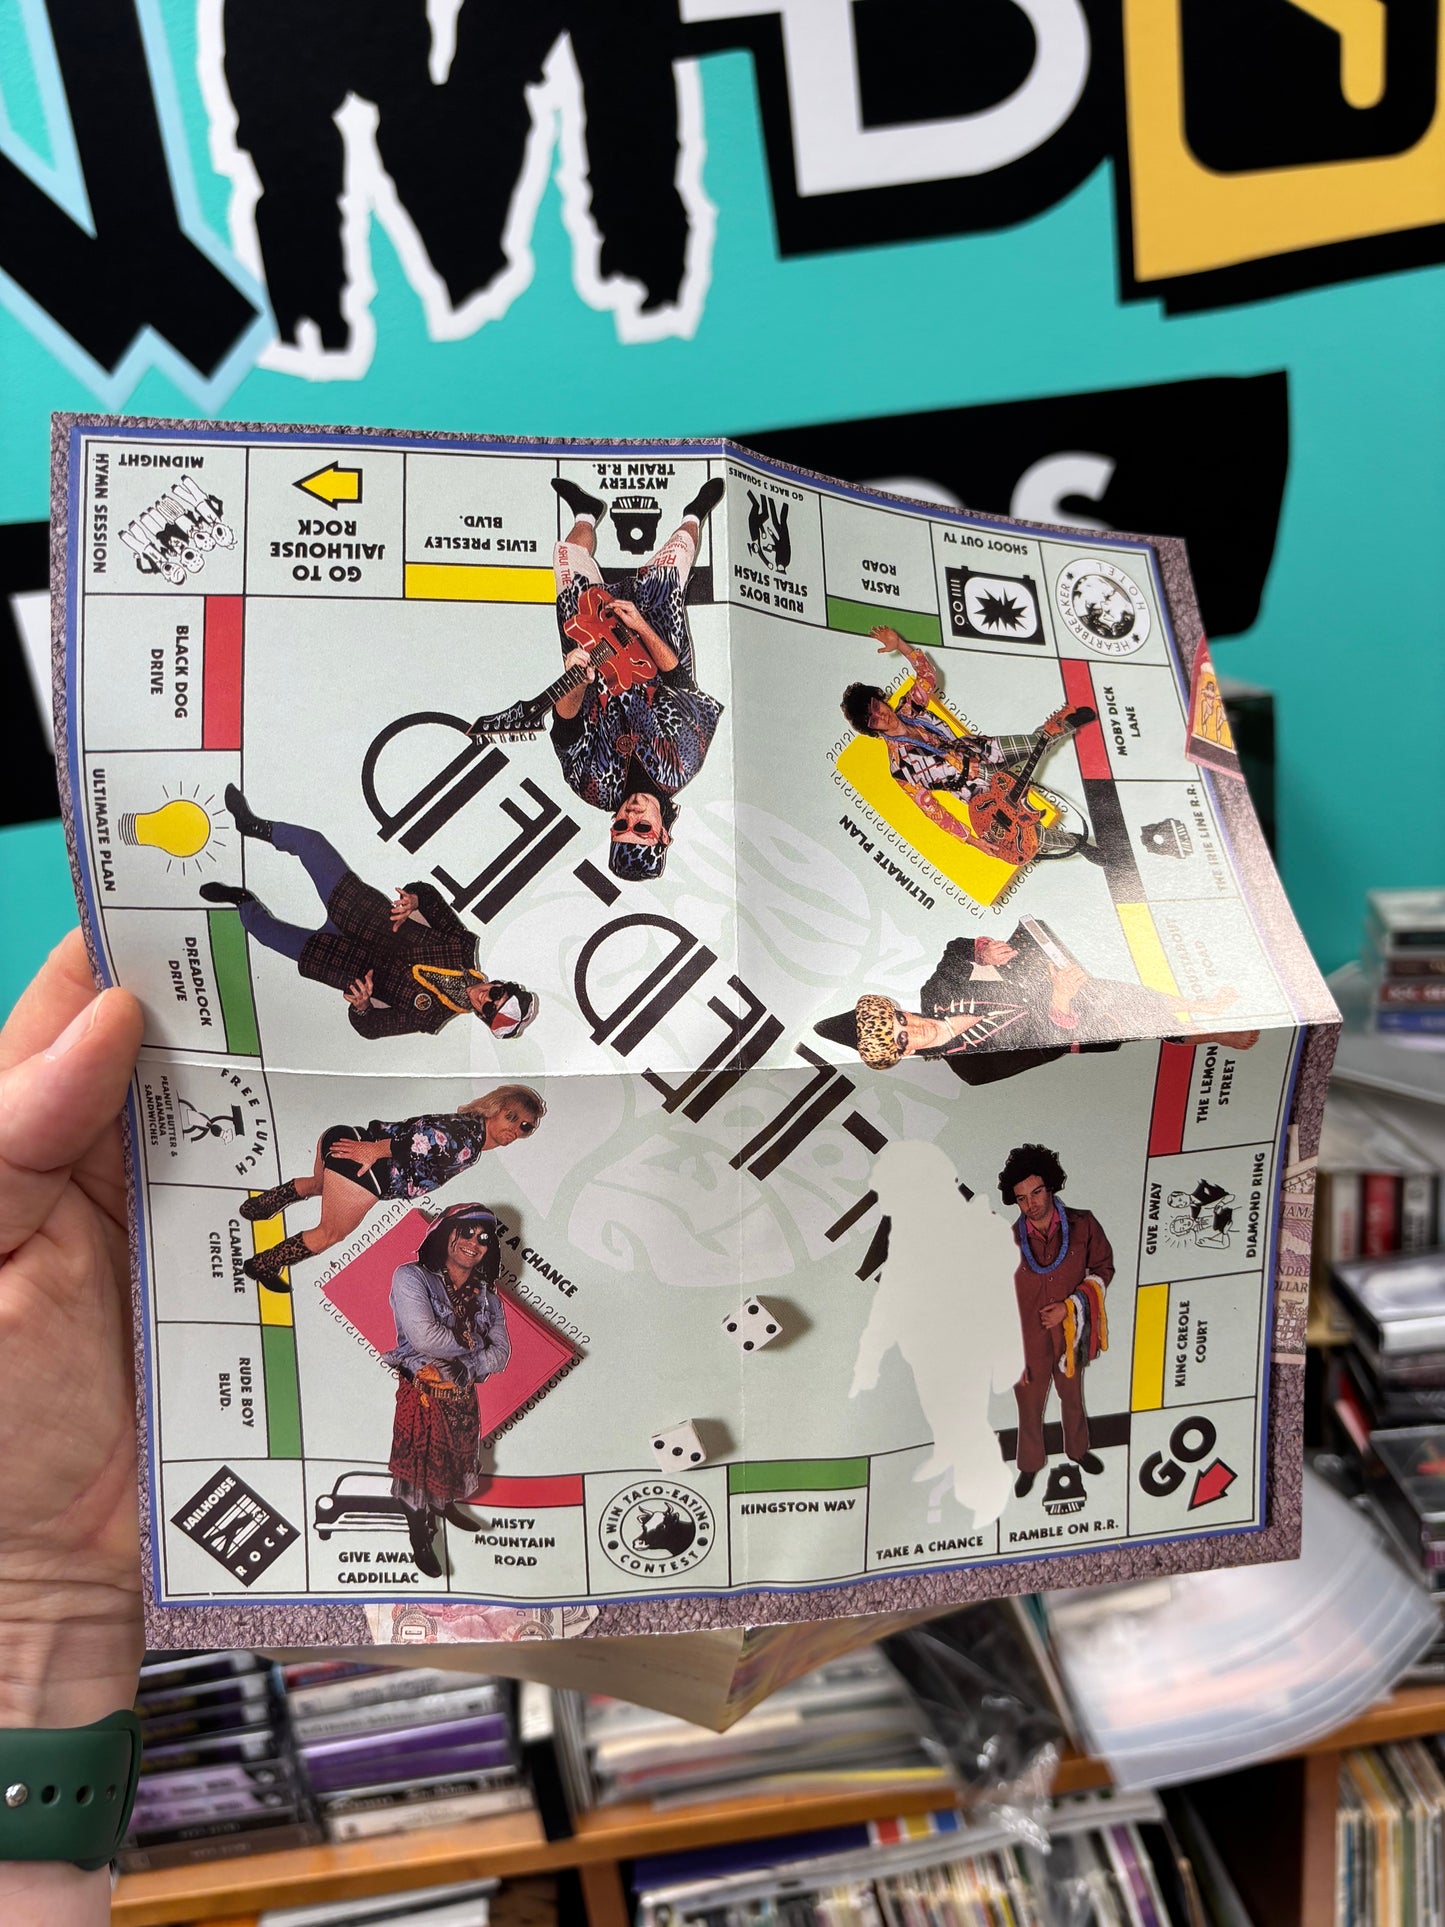 MIDNIGHT
HYMN SESSION
GO TO
JAILHOUSE
ROCK
ELVIS PRESLEY
BLVD.
MYSTERY
TRAIN R.R.
RUDE BOYS
STEAL STASH
GO BACK 3 SQUARES
RASTA
ROAD
SHOOT OUT TV
HEARTBREAKER
HOTEL
BLACK DOG
DRIVE
MOBY DICK
LANE
ULTIMATE PLAN
THE IRIE LINE R.R.
ULTIMATE PLAN
DREADLOCK
DRIVE
THE LEMON
STREET
FREE LUNCH
PEANUT BUTTER &
BANANA
SANDWICHES
GIVE AWAY
DIAMOND RING
CLAMBAKE
CIRCLE
A CHANCE
KING CREOLE
COURT
RUDE BOY
BLVD.
DED-JERED-
GO
JAILHOUSE
ROCK
GIVE AWAY
CADDILLAC
MISTY
MOUNTAIN
ROAD
WIN TACO-EATING
CONTEST
KINGSTON WAY
TAKE A CHANCE
RAMBLE ON R.R.